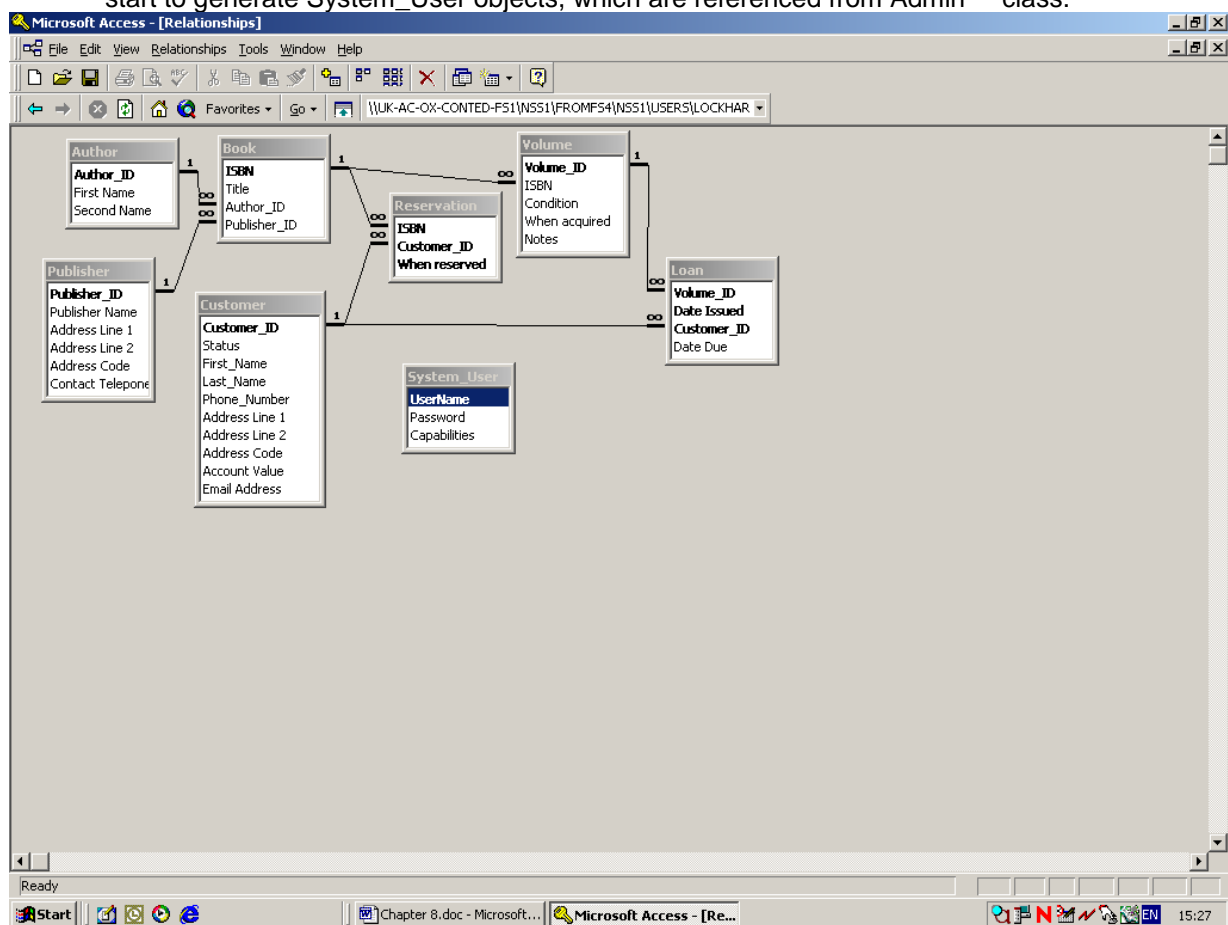 start to generate System_User objects, which are referenced from Admin class.
Microsoft Access - [Relationships]
File Edit View Relationships Tools Window Help
Favorites Go \\UK-AC-OX-CONTED-FS1\NSS1\FROMFS4\NSS1\USERS\LOCKHAR
Author
Author_ID
First Name
Second Name
1
Book
ISBN
Title
Author_ID
Publisher_ID
1
∞
∞
Volume
Volume_ID
ISBN
Condition
When acquired
Notes
1
∞
Reservation
ISBN
Customer_ID
When reserved
∞
∞
Publisher
Publisher_ID
Publisher Name
Address Line 1
Address Line 2
Address Code
Contact Telepone
1
Customer
Customer_ID
Status
First_Name
Last_Name
Phone_Number
Address Line 1
Address Line 2
Address Code
Account Value
Email Address
1
Loan
Volume_ID
Date Issued
Customer_ID
Date Due
∞
∞
System_User
UserName
Password
Capabilities
Ready
Start Chapter 8.doc - Microsoft... Microsoft Access - [Re... N EN 15:27